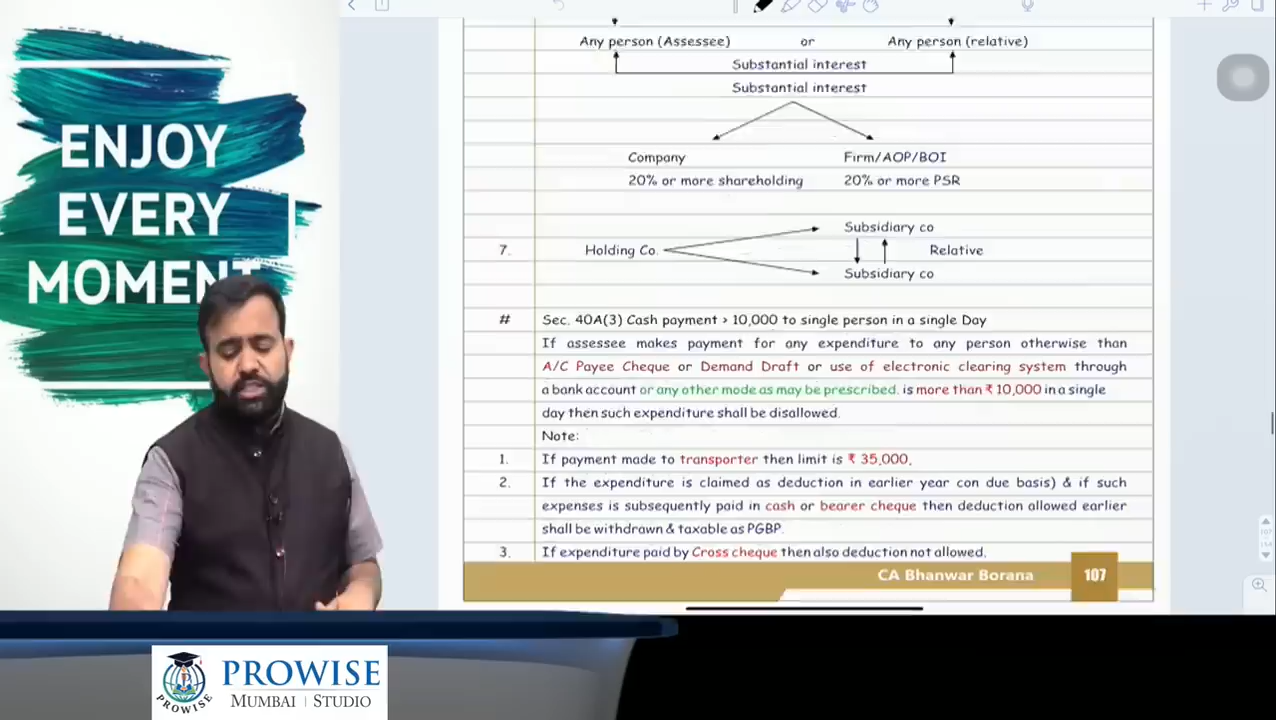 ENJOY
EVERY
MOMENT
Any person (Assessee) or Any person (relative)
Substantial interest
Substantial interest
Company Firm/AOP/BOI
20% or more shareholding 20% or more PSR
Subsidiary co
7. Holding Co. Relative
Subsidiary co
# Sec. 40A(3) Cash payment > 10,000 to single person in a single Day
If assessee makes payment for any expenditure to any person otherwise than
A/C Payee Cheque or Demand Draft or use of electronic clearing system through
a bank account or any other mode as may be prescribed. is more than ₹ 10,000 in a single
day then such expenditure shall be disallowed.
Note:
1. If payment made to transporter then limit is ₹ 35,000.
2. If the expenditure is claimed as deduction in earlier year con due basis) & if such
expenses is subsequently paid in cash or bearer cheque then deduction allowed earlier
shall be withdrawn & taxable as PGBP.
3. If expenditure paid by Cross cheque then also deduction not allowed.
CA Bhanwar Borana 107
PROWISE
MUMBAI | STUDIO
PROWISE